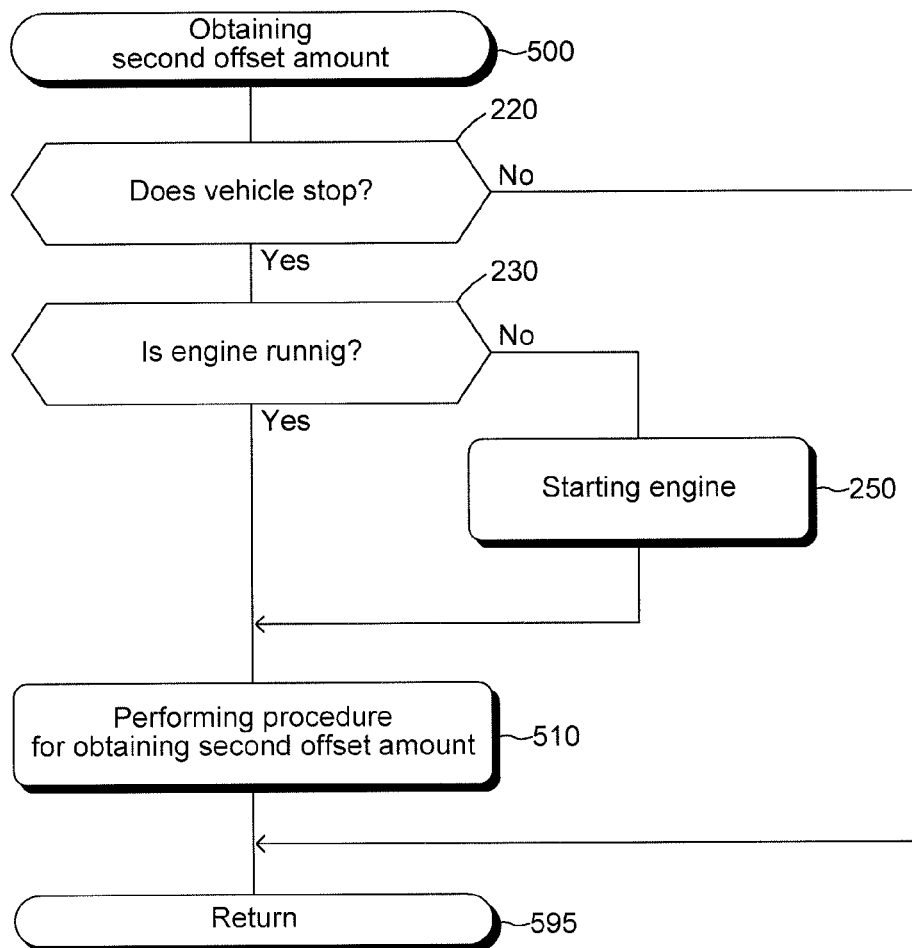 Obtaining
second offset amount
500
220
Does vehicle stop?
No
Yes
230
Is engine runnig?
No
Yes
Starting engine
250
Performing procedure
for obtaining second offset amount
510
Return
595